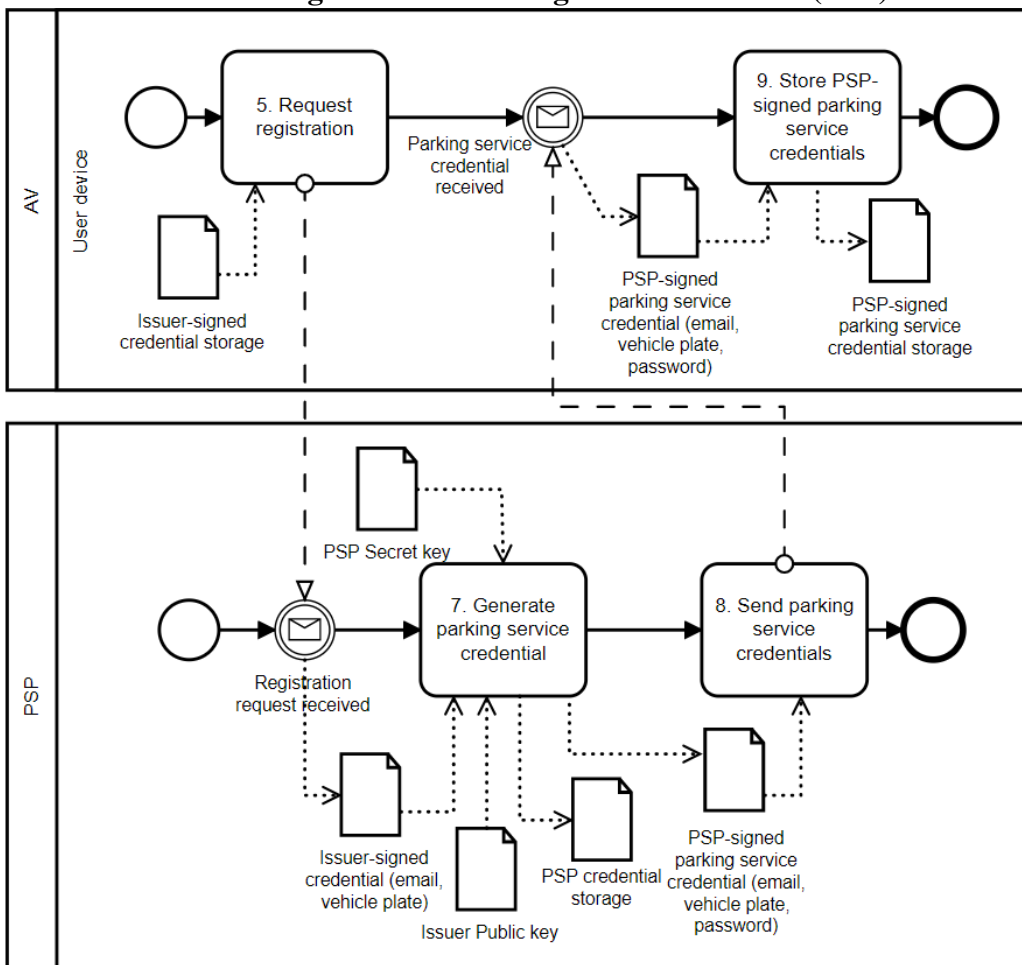 AV
User device
5. Request
registration
Parking service
credential
received
9. Store PSP-
signed parking
service
credentials
Issuer-signed
credential storage
PSP-signed
parking service
credential (email,
vehicle plate,
password)
PSP-signed
parking service
credential storage
PSP
PSP Secret key
Registration
request received
7. Generate
parking service
credential
8. Send parking
service
credentials
Issuer-signed
credential (email,
vehicle plate)
Issuer Public key
PSP credential
storage
PSP-signed
parking service
credential (email,
vehicle plate,
password)